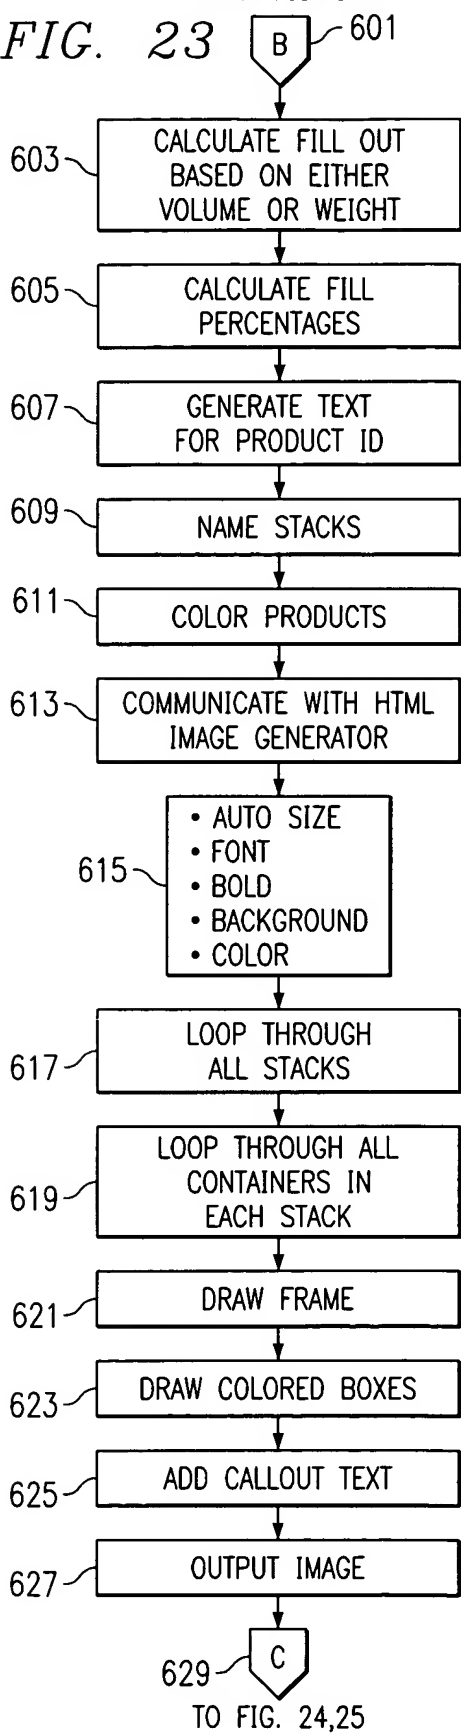 FIG. 23
B
601
603
CALCULATE FILL OUT
BASED ON EITHER
VOLUME OR WEIGHT
605
CALCULATE FILL
PERCENTAGES
607
GENERATE TEXT
FOR PRODUCT ID
609
NAME STACKS
611
COLOR PRODUCTS
613
COMMUNICATE WITH HTML
IMAGE GENERATOR
615
• AUTO SIZE
• FONT
• BOLD
• BACKGROUND
• COLOR
617
LOOP THROUGH
ALL STACKS
619
LOOP THROUGH ALL
CONTAINERS IN
EACH STACK
621
DRAW FRAME
623
DRAW COLORED BOXES
625
ADD CALLOUT TEXT
627
OUTPUT IMAGE
629
C
TO FIG. 24,25